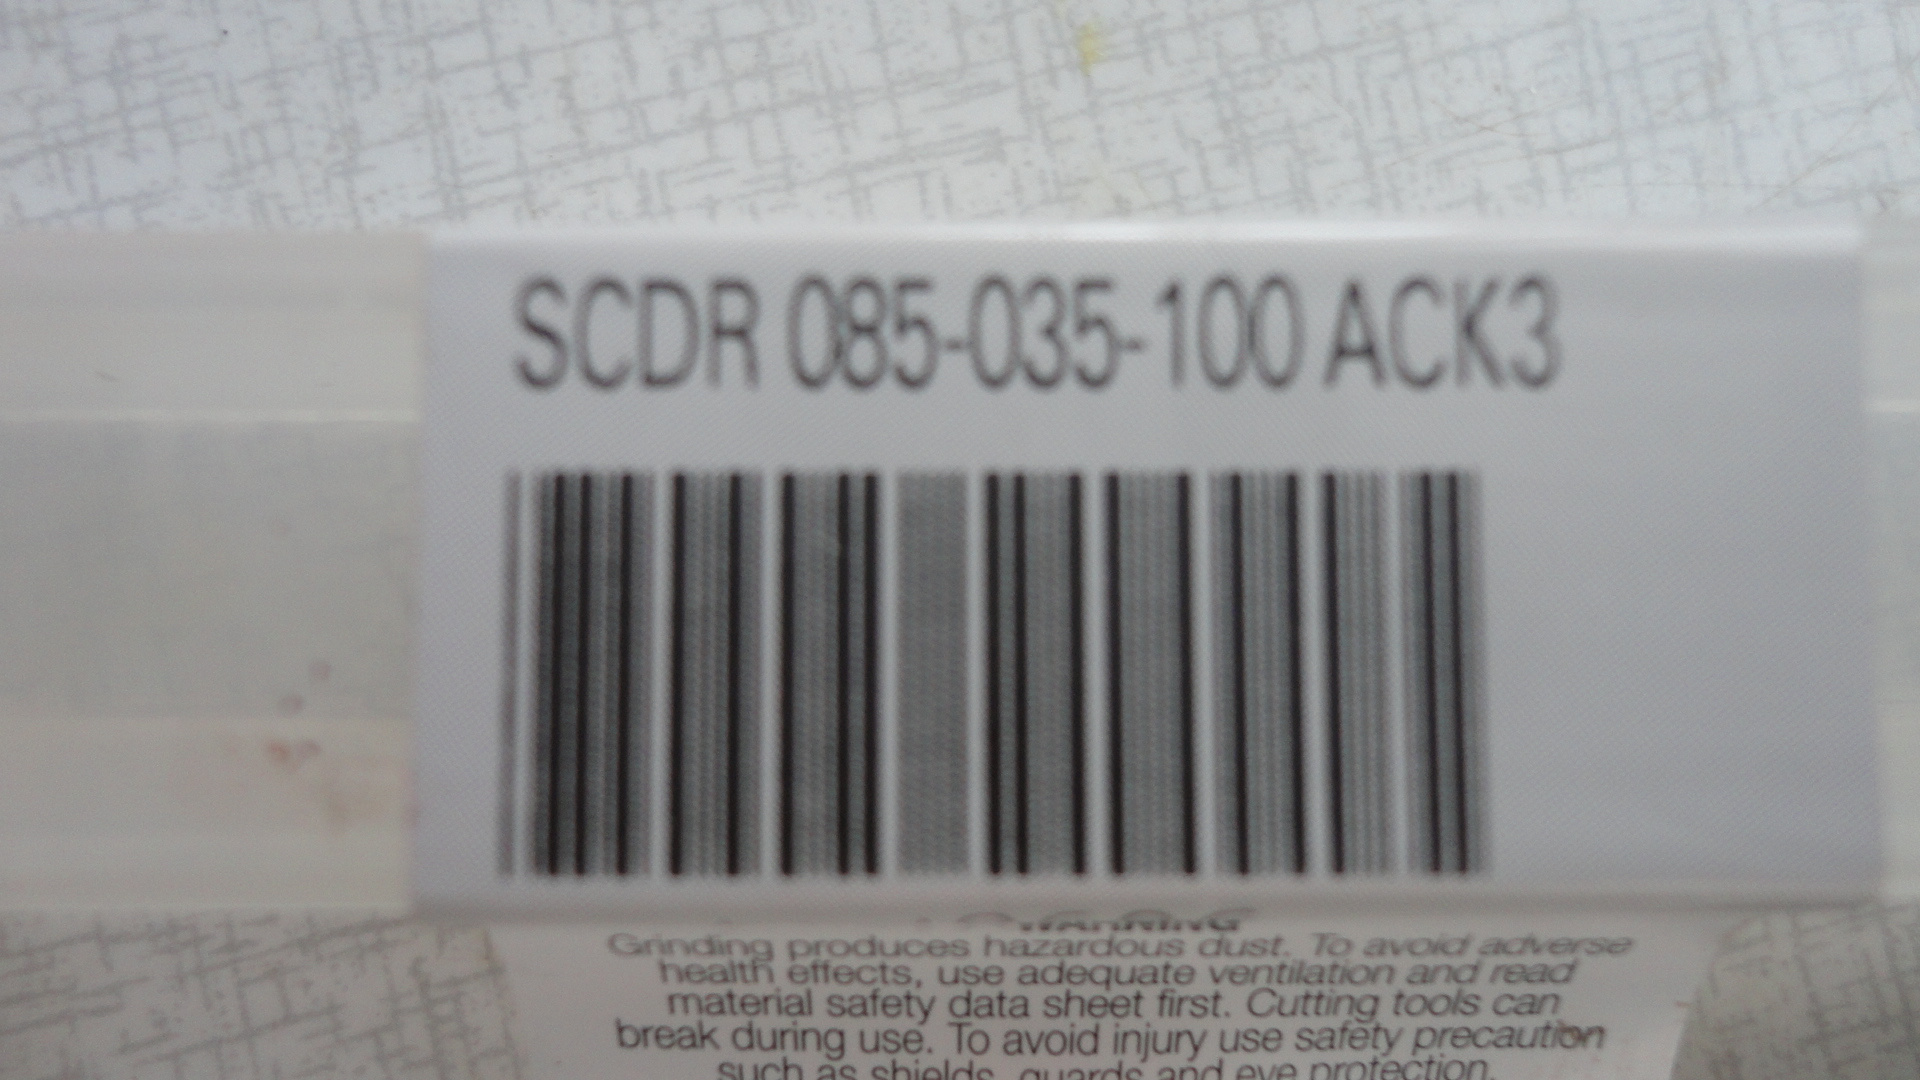 SCDR 085-035-100 ACK3
WARNING
Grinding produces hazardous dust. To avoid adverse
health effects, use adequate ventilation and read
material safety data sheet first. Cutting tools can
break during use. To avoid injury use safety precaution
such as shields, guards and eye protection.